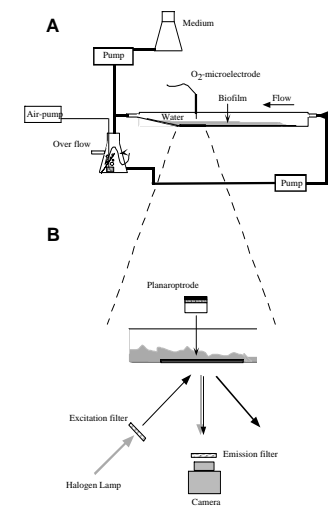 A
Medium
Pump
O2-microelectrode
Biofilm
Flow
Air-pump
Water
Over flow
Pump
B
Planaroptrode
Excitation filter
Emission filter
Halogen Lamp
Camera